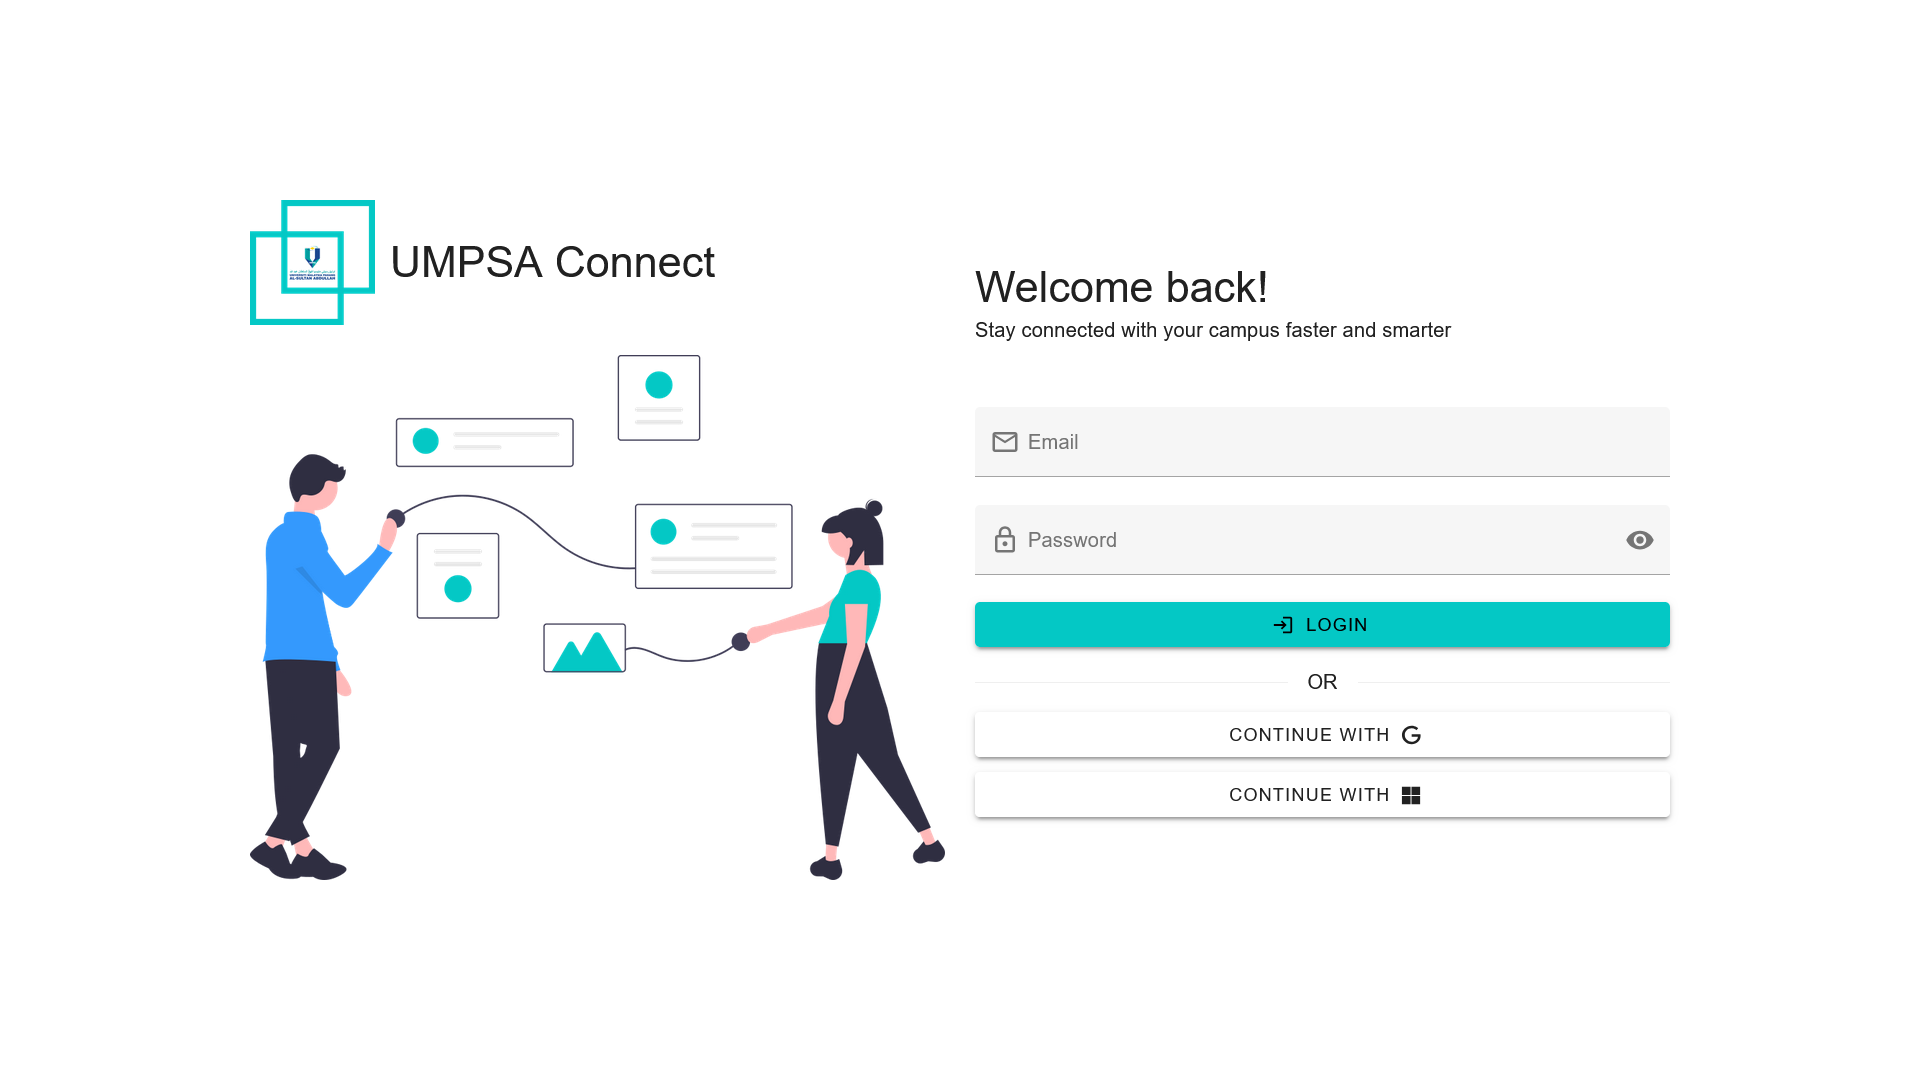 UMPSA Connect
Welcome back!
Stay connected with your campus faster and smarter
Email
Password
LOGIN
OR
CONTINUE WITH
CONTINUE WITH